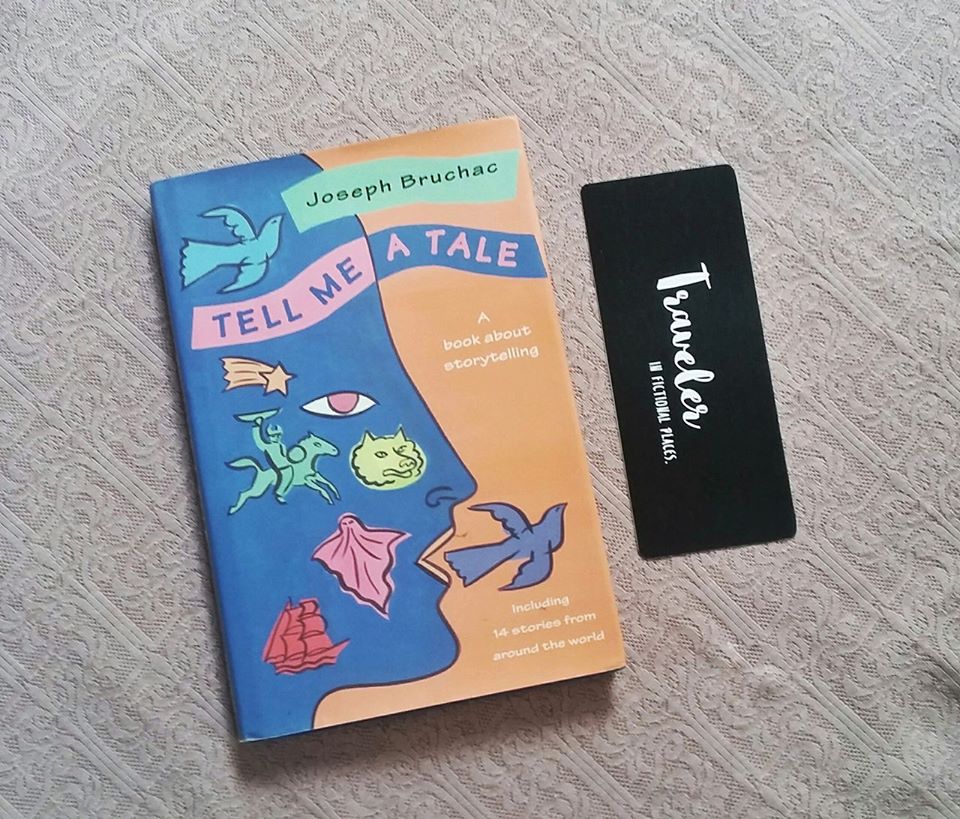 Joseph Bruchac
TELL ME A TALE
A
book about
storytelling
Including
14 stories from
around the world
Traveler
IN FICTIONAL PLACES.